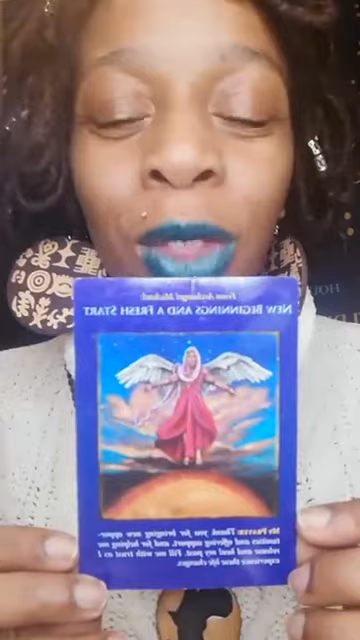 From Archangel Michael:
NEW BEGINNINGS AND A FRESH START
MY PRAYER: Thank you for bringing new oppor-
tunities and offering support, and for helping me
release and heal my past. Fill me with trust as I
experience these life changes.